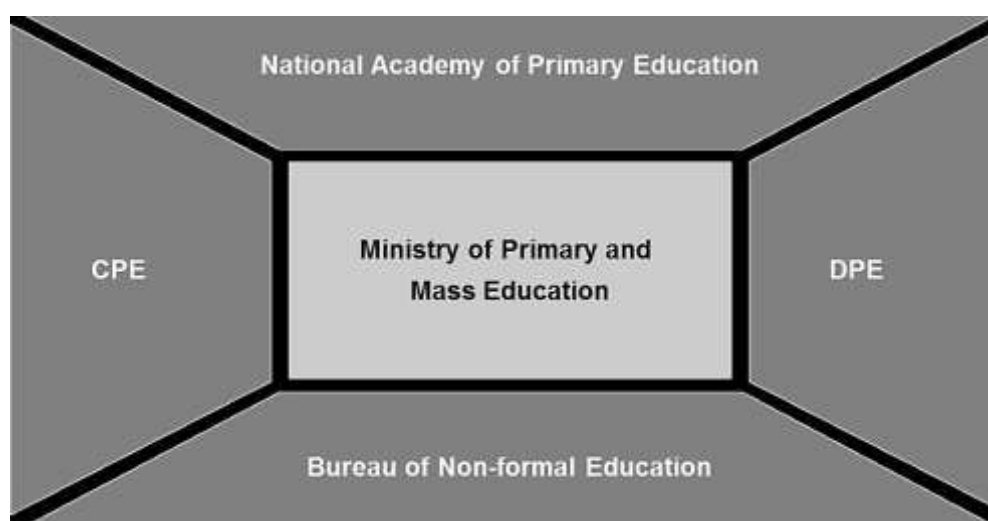 National Academy of Primary Education
CPE
Ministry of Primary and
Mass Education
DPE
Bureau of Non-formal Education